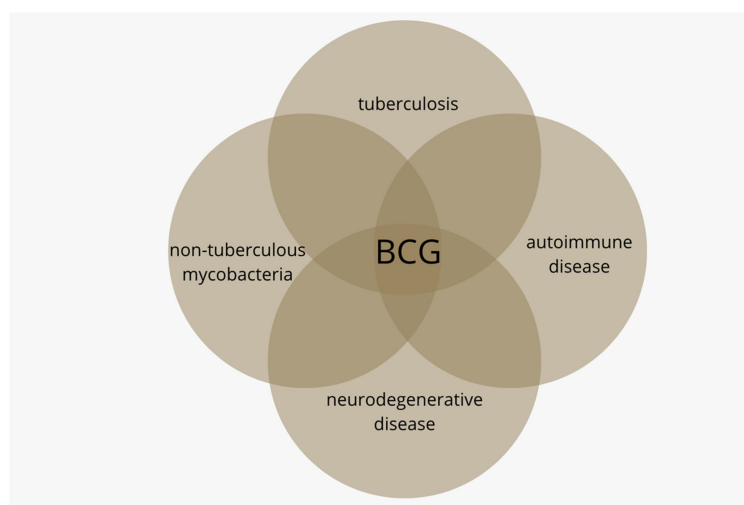 tuberculosis
non-tuberculous
mycobacteria
BCG
autoimmune
disease
neurodegenerative
disease